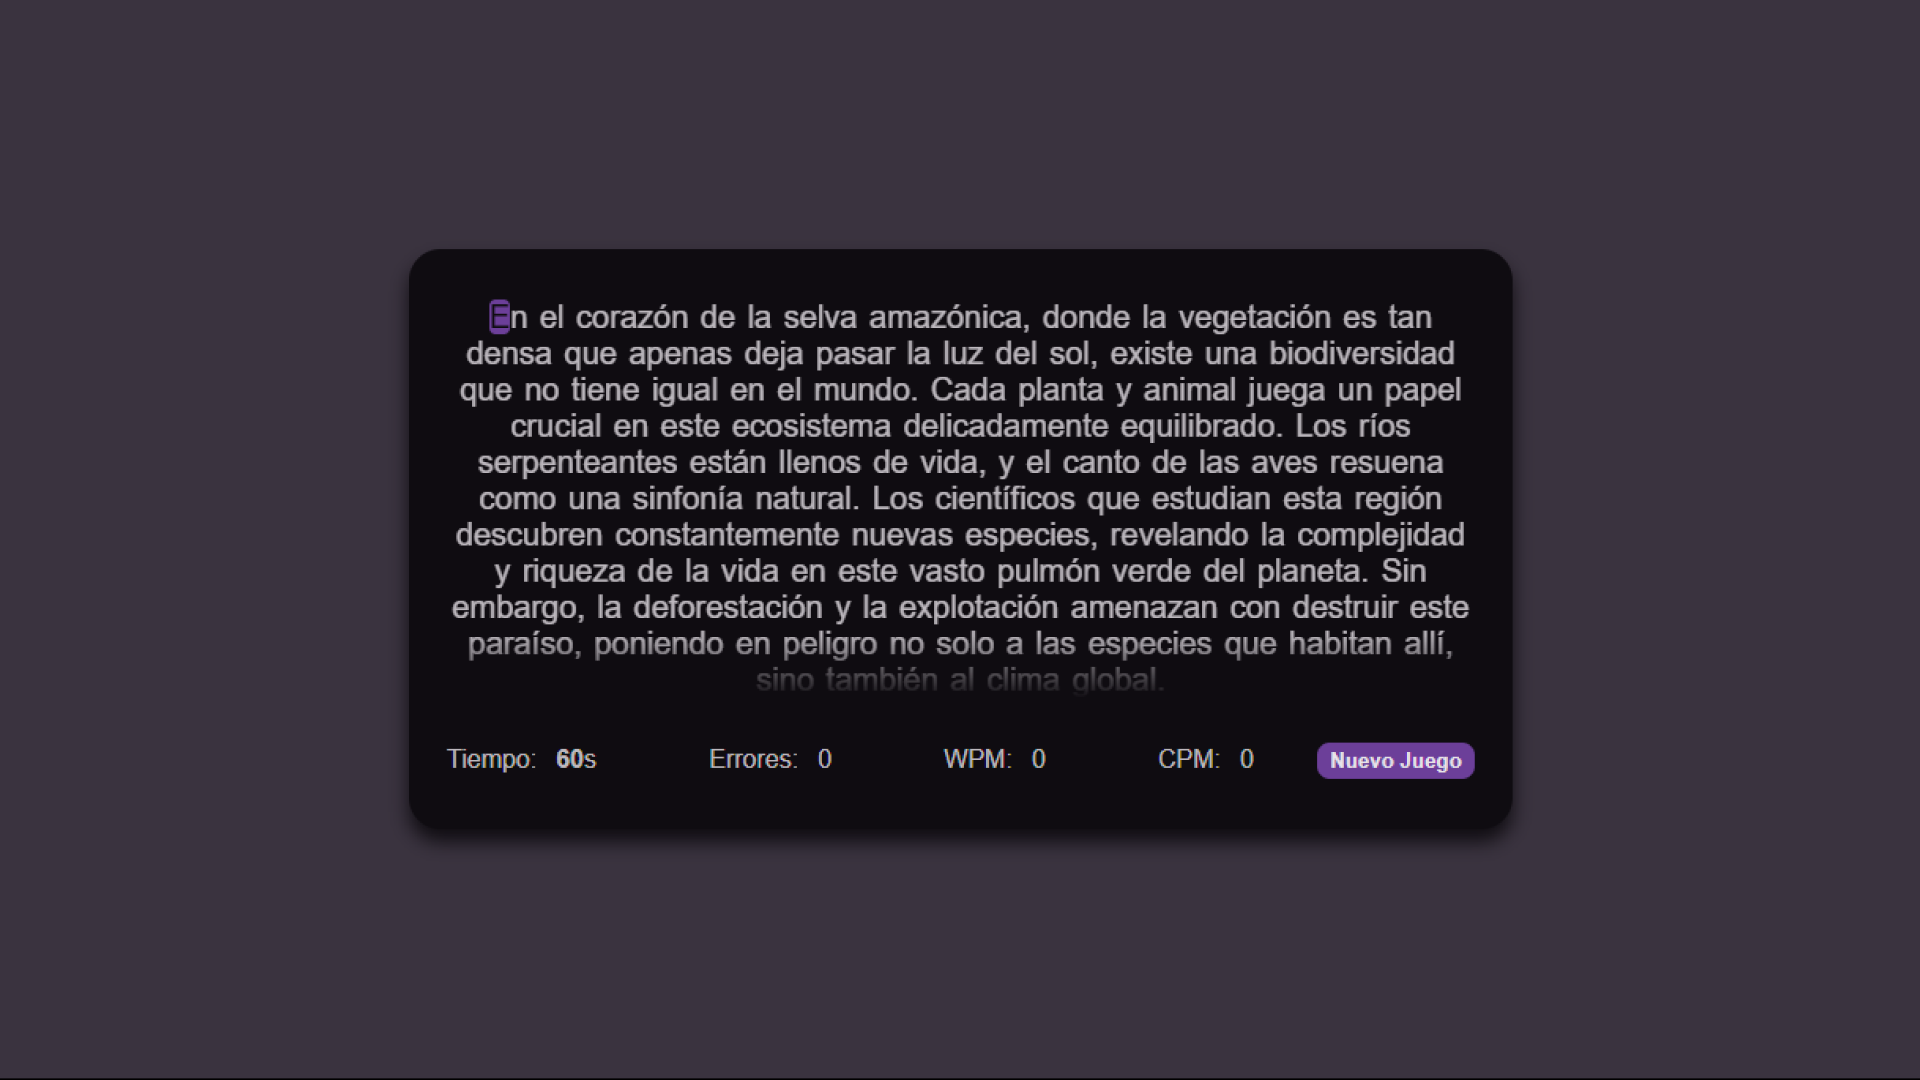 En el corazón de la selva amazónica, donde la vegetación es tan
densa que apenas deja pasar la luz del sol, existe una biodiversidad
que no tiene igual en el mundo. Cada planta y animal juega un papel
crucial en este ecosistema delicadamente equilibrado. Los ríos
serpenteantes están llenos de vida, y el canto de las aves resuena
como una sinfonía natural. Los científicos que estudian esta región
descubren constantemente nuevas especies, revelando la complejidad
y riqueza de la vida en este vasto pulmón verde del planeta. Sin
embargo, la deforestación y la explotación amenazan con destruir este
paraíso, poniendo en peligro no solo a las especies que habitan allí,
sino también al clima global.
Tiempo: 60s Errores: 0 WPM: 0 CPM: 0 Nuevo Juego